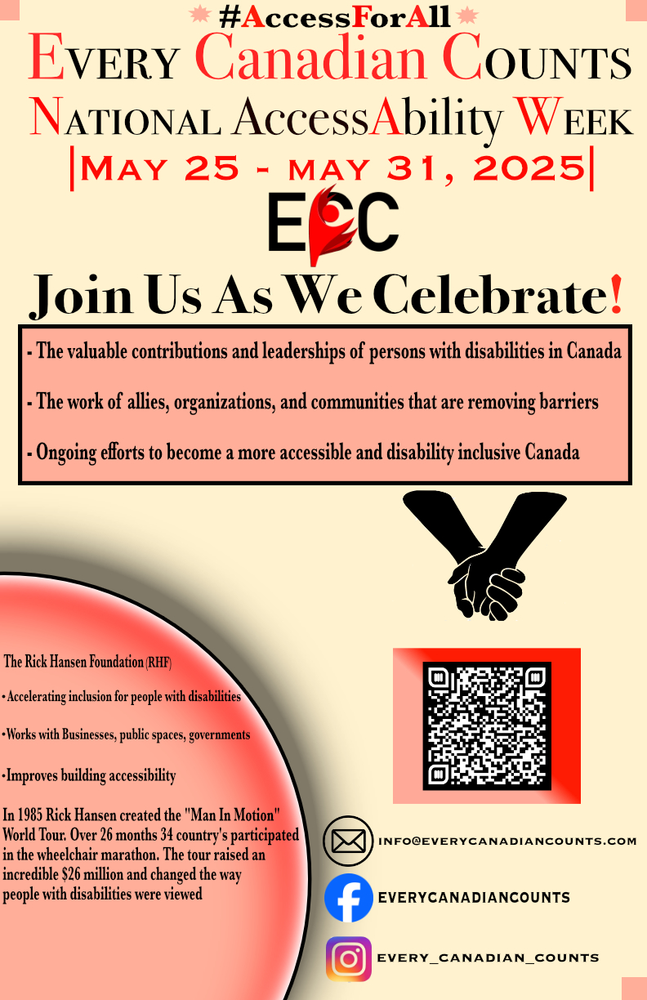 #AccessForAll
EVERY Canadian COUNTS
NATIONAL AccessAbility WEEK
|MAY 25 - MAY 31, 2025|
ECC
Join Us As We Celebrate!
- The valuable contributions and leaderships of persons with disabilities in Canada
- The work of allies, organizations, and communities that are removing barriers
- Ongoing efforts to become a more accessible and disability inclusive Canada
The Rick Hansen Foundation (RHF)
•Accelerating inclusion for people with disabilities
•Works with Businesses, public spaces, governments
•Improves building accessibility
In 1985 Rick Hansen created the "Man In Motion"
World Tour. Over 26 months 34 country's participated
in the wheelchair marathon. The tour raised an
incredible $26 million and changed the way
people with disabilities were viewed
INFO@EVERYCANADIANCOUNTS.COM
EVERYCANADIANCOUNTS
EVERY_CANADIAN_COUNTS